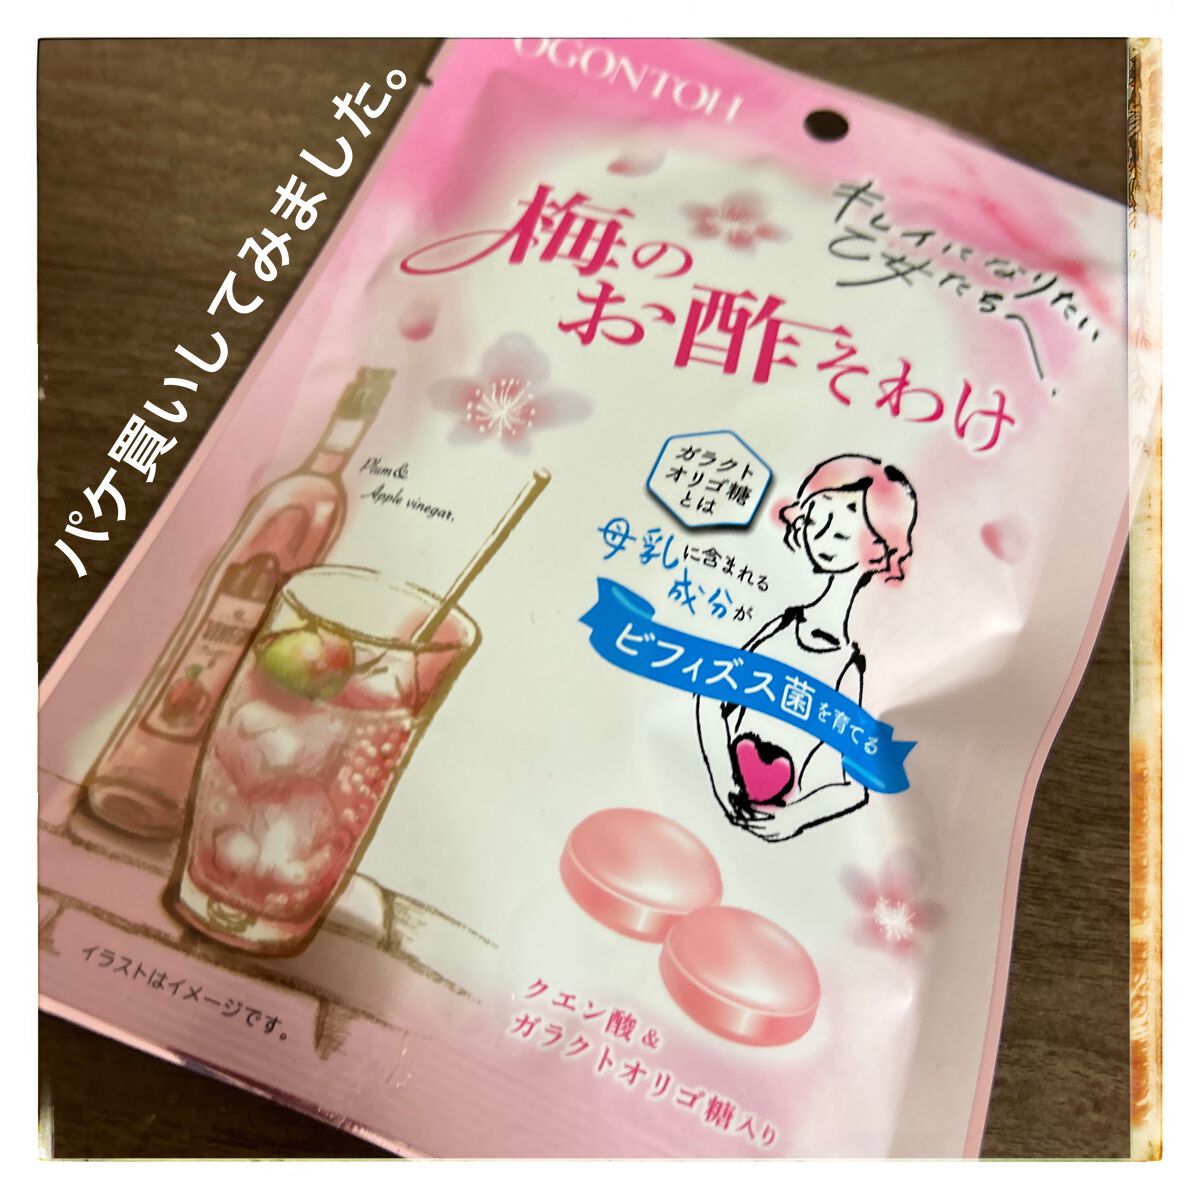 パケ買いしてみました。
OGONTOH
キレイになりたい
乙女たちへ.
梅の
お酢そわけ
Plum&
Apple vinegar.
ガラクト
オリゴ糖
とは
母乳に含まれる
成分が
ビフィズス菌を育てる
クエン酸&
ガラクトオリゴ糖入り
イラストはイメージです。